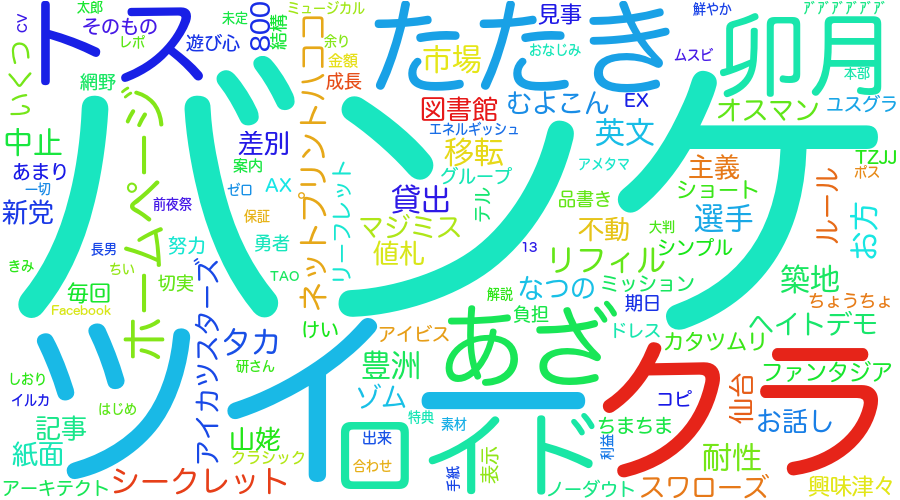 太郎
CV
そのもの
未定
ミュージカル
鮮やか
ア゙ア゙ア゙ア゙ア゙ア゙
トス
レポ
遊び心
800
結構
余り
たたき
見事
おなじみ
ムスビ
卯月
本部
いくつ
網野
金額
市場
成長
図書館
むよこん
EX
オスマン
ユスグラ
中止
ホームページ
差別
ネットプリントハココ
エネルギッシュ
移転
英文
TZJJ
あまり
案内
グループ
アメタマ
主義
ボス
一切
ゼロ
AX
リーフレット
貸出
テル
品書き
ショート
ルール
新党
前夜祭
保証
マジミス
不動
大判
選手
お方
バンケ
長男
努力
勇者
値札
13
リフィル
シンプル
きみ
ちい
切実
TAO
解説
なつの
ミッション
築地
毎回
Facebook
アイカツスターズ
けい
負担
期日
ちょうちょ
ツイ
タカ
アイビス
あざ
ドレス
カタツムリ
ヘイトデモ
研さん
豊洲
ファンタジア
しおり
イルカ
はじめ
ゾム
ー
コピ
仙台
クラ
記事
山姥
ロ
出来
特典
素材
イド
ちまちま
お話し
紙面
クラシック
合わせ
手紙
表示
利益
耐性
アーキテクト
シークレット
ノーダウト
スワローズ
興味津々